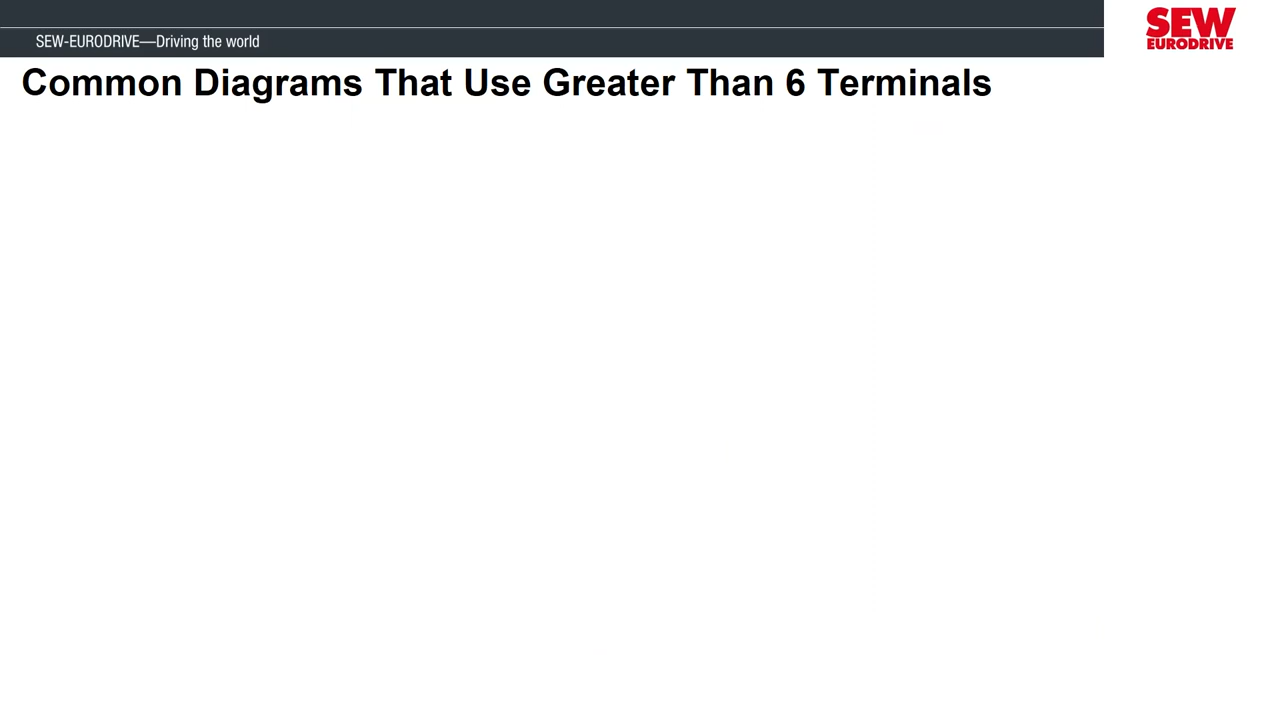 SEW-EURODRIVE—Driving the world
SEW
EURODRIVE
Common Diagrams That Use Greater Than 6 Terminals